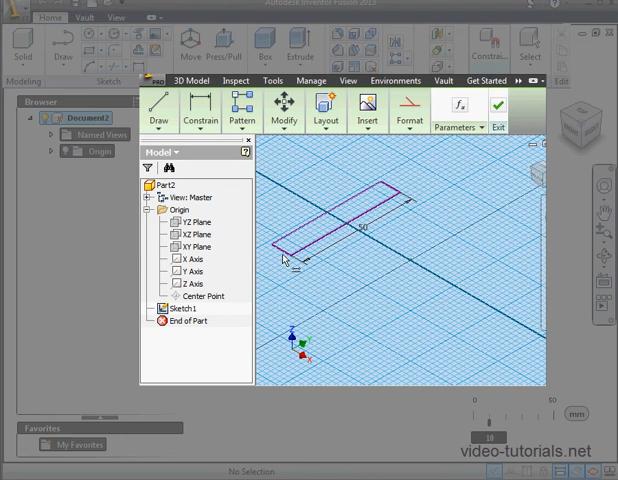 Autodesk Inventor Fusion 2013
Home Vault
Solid Draw Move Press/Pull Box Extrude Constrai... Select
Modeling Sketch Edit
Browser
Document2
Named Views
Origin
PRO
3D Model Inspect Tools Manage View Environments Vault Get Started
Draw Constrain Pattern Modify Layout Insert Format fx
Parameters Exit
Model
Part2
View: Master
Origin
YZ Plane
XZ Plane
XY Plane
X Axis
Y Axis
Z Axis
Center Point
Sketch1
End of Part
50
Z
Y
X
0 50
mm
10
Favorites
My Favorites
video-tutorials.net
No Selection